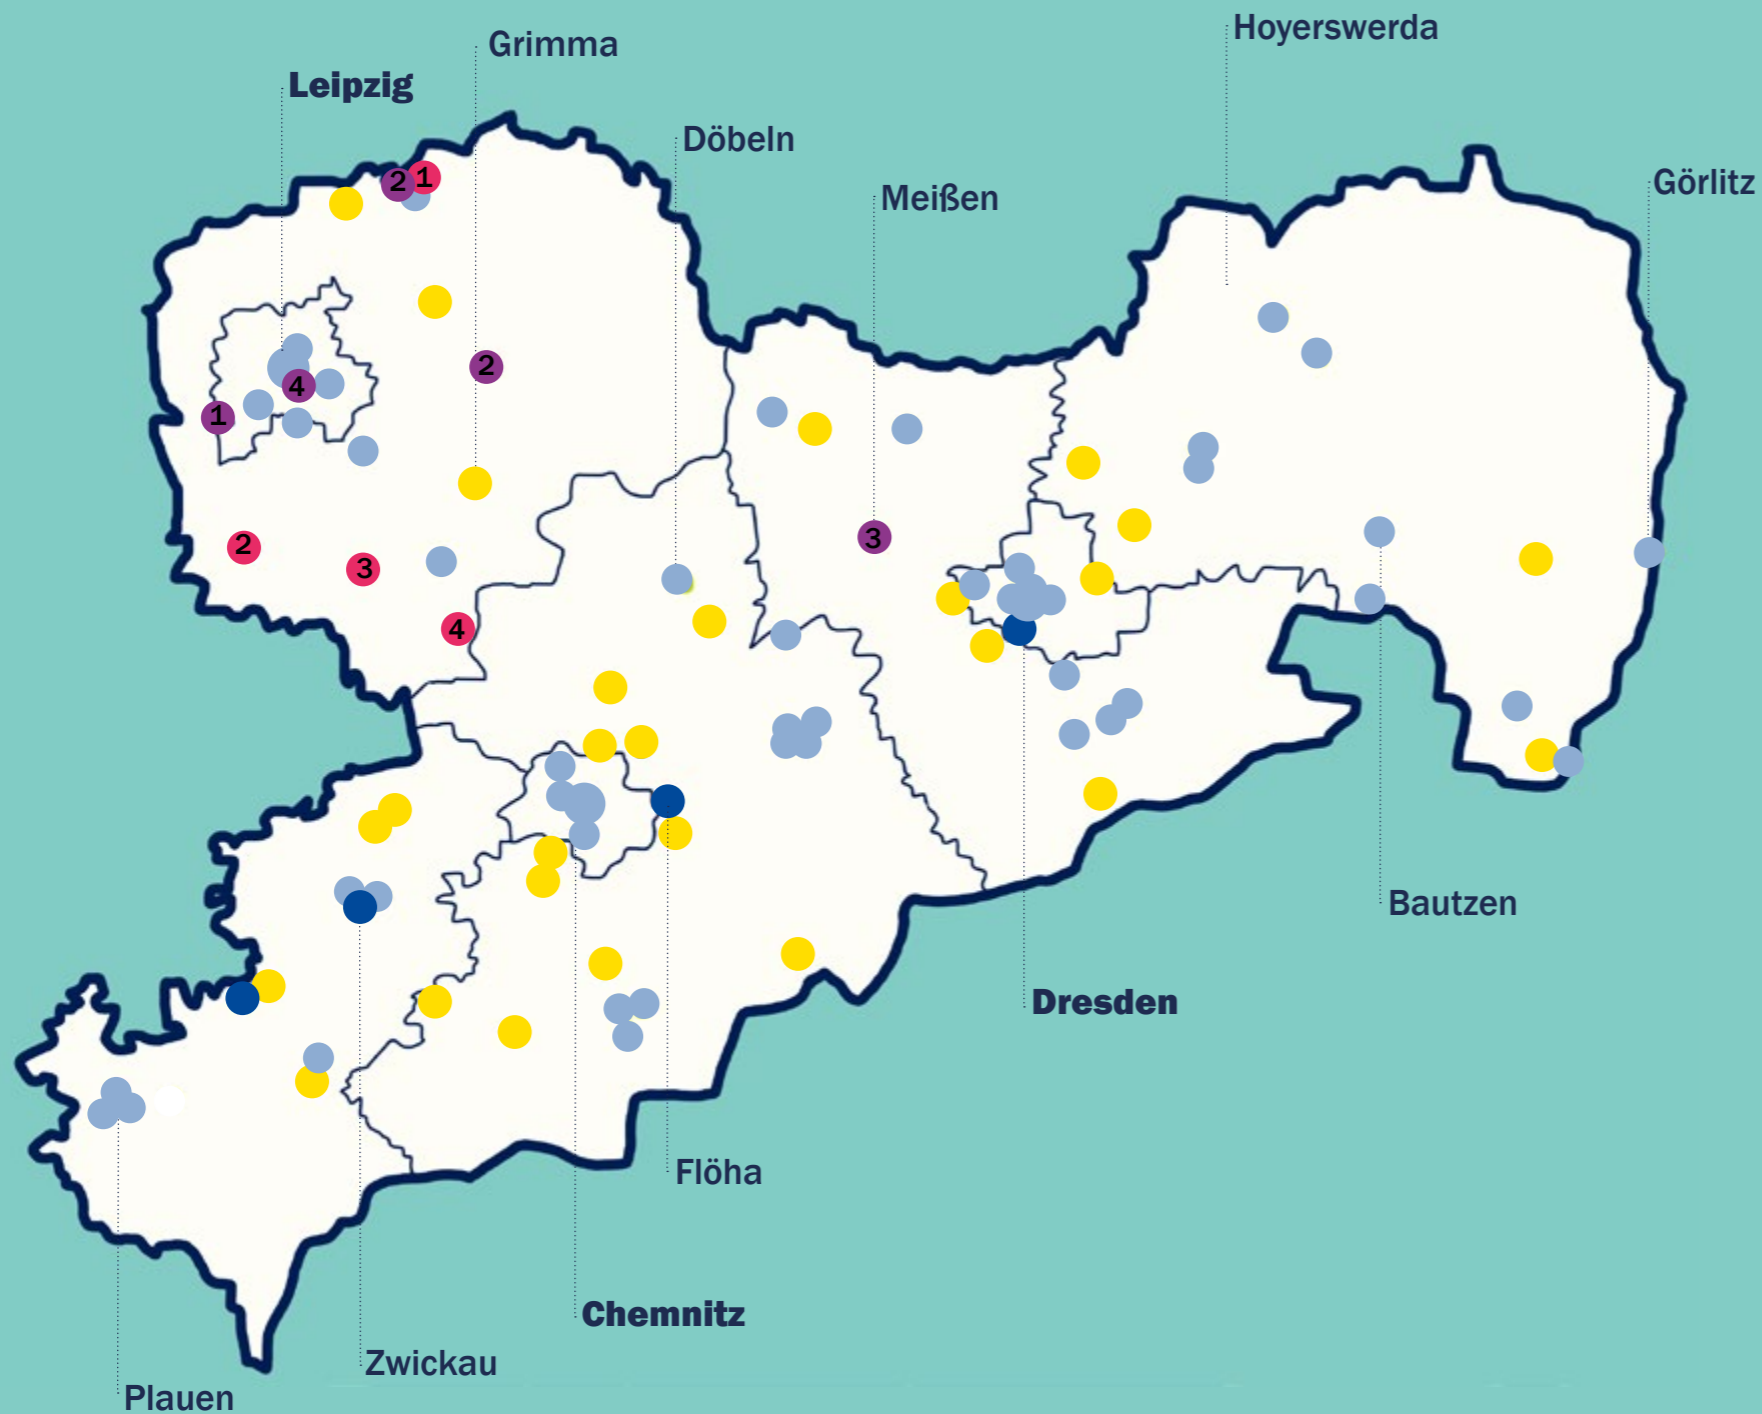 Hoyerswerda
Grimma
Leipzig
Döbeln
Görlitz
Meißen
2
1
2
4
1
3
2
3
4
Bautzen
Dresden
Flöha
Chemnitz
Zwickau
Plauen